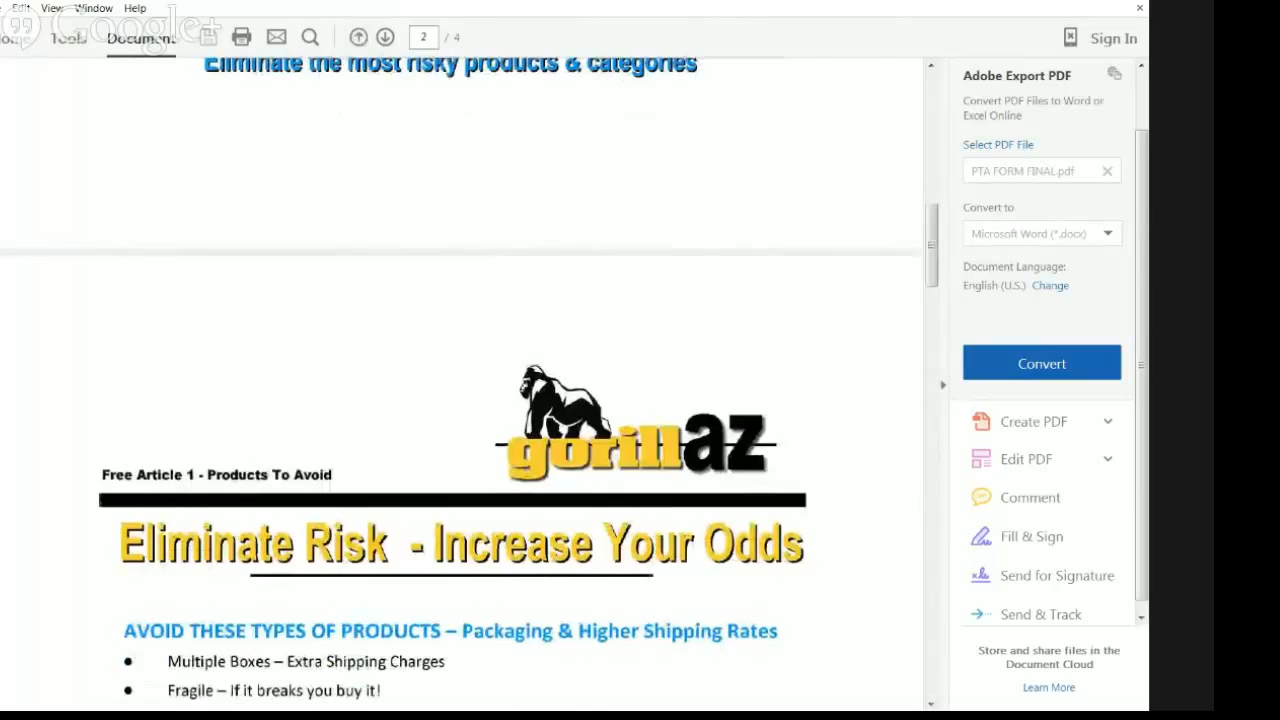 Edit View Window Help
Google+
Tools Document 2 / 4 Sign In
Eliminate the most risky products & categories
Adobe Export PDF
Convert PDF Files to Word or
Excel Online
Select PDF File
PTA FORM FINAL.pdf
Convert to
Microsoft Word (*.docx)
Document Language:
English (U.S.) Change
Convert
Create PDF
Edit PDF
Comment
Fill & Sign
Send for Signature
Send & Track
Store and share files in the
Document Cloud
Learn More
gorillaz
Free Article 1 - Products To Avoid
Eliminate Risk - Increase Your Odds
AVOID THESE TYPES OF PRODUCTS – Packaging & Higher Shipping Rates
• Multiple Boxes – Extra Shipping Charges
• Fragile – If it breaks you buy it!